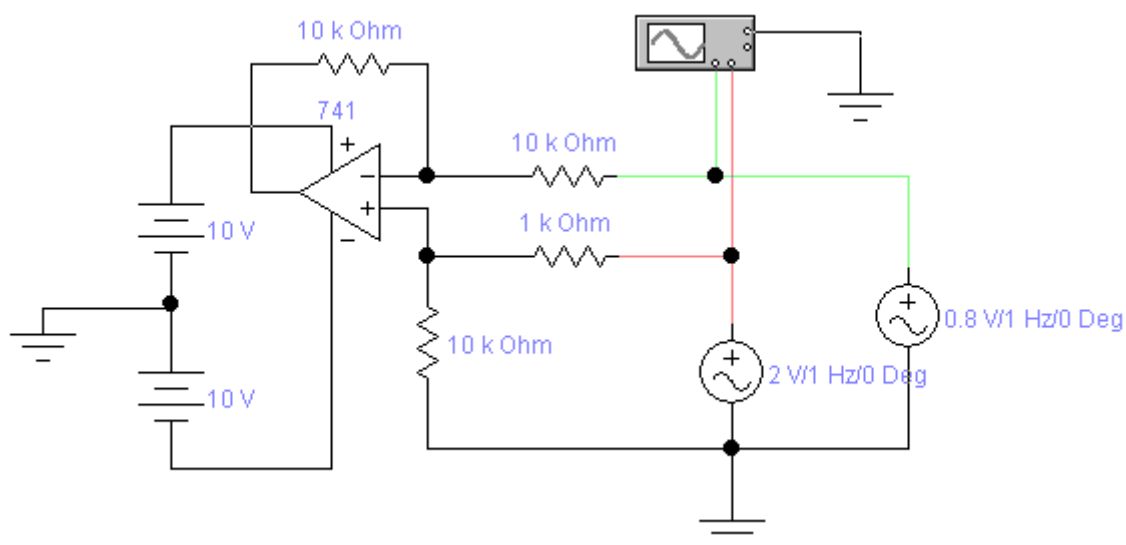 10 k Ohm
741
+
10 k Ohm
−
+
1 k Ohm
10 V
−
+
0.8 V/1 Hz/0 Deg
10 k Ohm
+
2 V/1 Hz/0 Deg
10 V